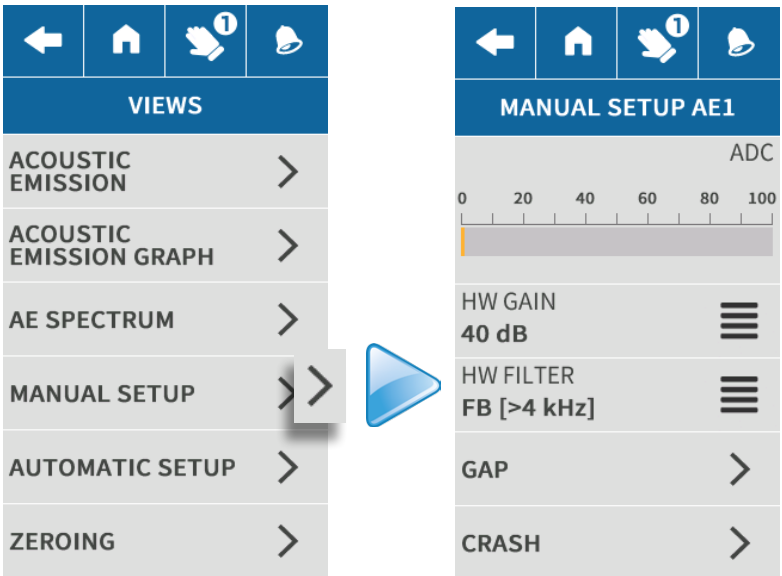 1
VIEWS
ACOUSTIC
EMISSION
ACOUSTIC
EMISSION GRAPH
AE SPECTRUM
MANUAL SETUP
AUTOMATIC SETUP
ZEROING
1
MANUAL SETUP AE1
ADC
0 20 40 60 80 100
HW GAIN
40 dB
HW FILTER
FB [>4 kHz]
GAP
CRASH